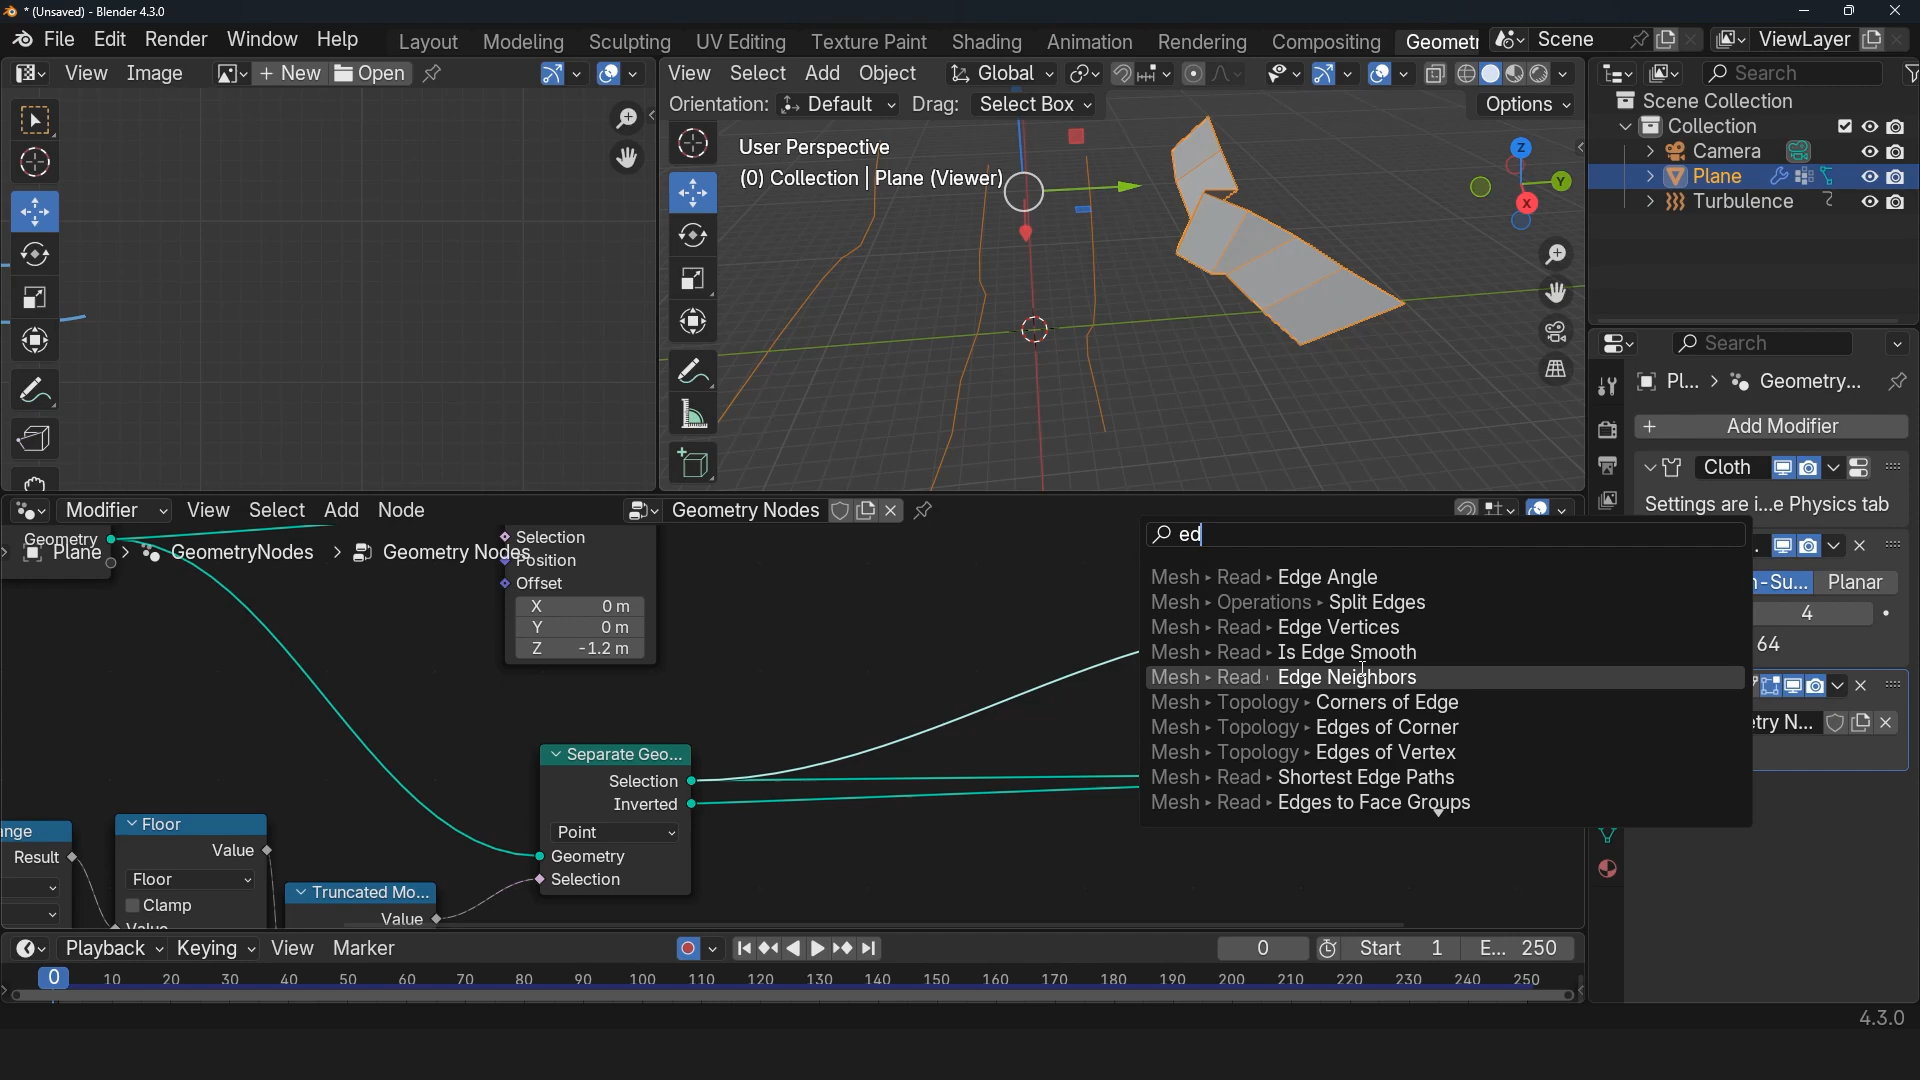 * (Unsaved) - Blender 4.3.0
File Edit Render Window Help
Layout Modeling Sculpting UV Editing Texture Paint Shading Animation Rendering Compositing Geometr
Scene
ViewLayer
View Image + New Open
View Select Add Object Global
Search
Orientation: Default Drag: Select Box
Options
User Perspective
(0) Collection | Plane (Viewer)
Z
Y
X
Scene Collection
Collection
Camera
Plane
Turbulence
Search
Pl... > Geometry...
+ Add Modifier
Cloth
Settings are i...e Physics tab
n-Su... Planar
4
64
etry N...
Modifier View Select Add Node
Geometry Nodes
Geometry
Plane > GeometryNodes > Geometry Nodes
Selection
Position
Offset
X 0 m
Y 0 m
Z -1.2 m
ed
Mesh ▸ Read ▸ Edge Angle
Mesh ▸ Operations ▸ Split Edges
Mesh ▸ Read ▸ Edge Vertices
Mesh ▸ Read ▸ Is Edge Smooth
Mesh ▸ Read ▸ Edge Neighbors
Mesh ▸ Topology ▸ Corners of Edge
Mesh ▸ Topology ▸ Edges of Corner
Mesh ▸ Topology ▸ Edges of Vertex
Mesh ▸ Read ▸ Shortest Edge Paths
Mesh ▸ Read ▸ Edges to Face Groups
Separate Geo...
Selection
Inverted
Point
Geometry
Selection
ange
Result
Floor
Value
Floor
Clamp
Value
Truncated Mo...
Value
Playback Keying View Marker
0
Start 1
E... 250
0 10 20 30 40 50 60 70 80 90 100 110 120 130 140 150 160 170 180 190 200 210 220 230 240 250
4.3.0